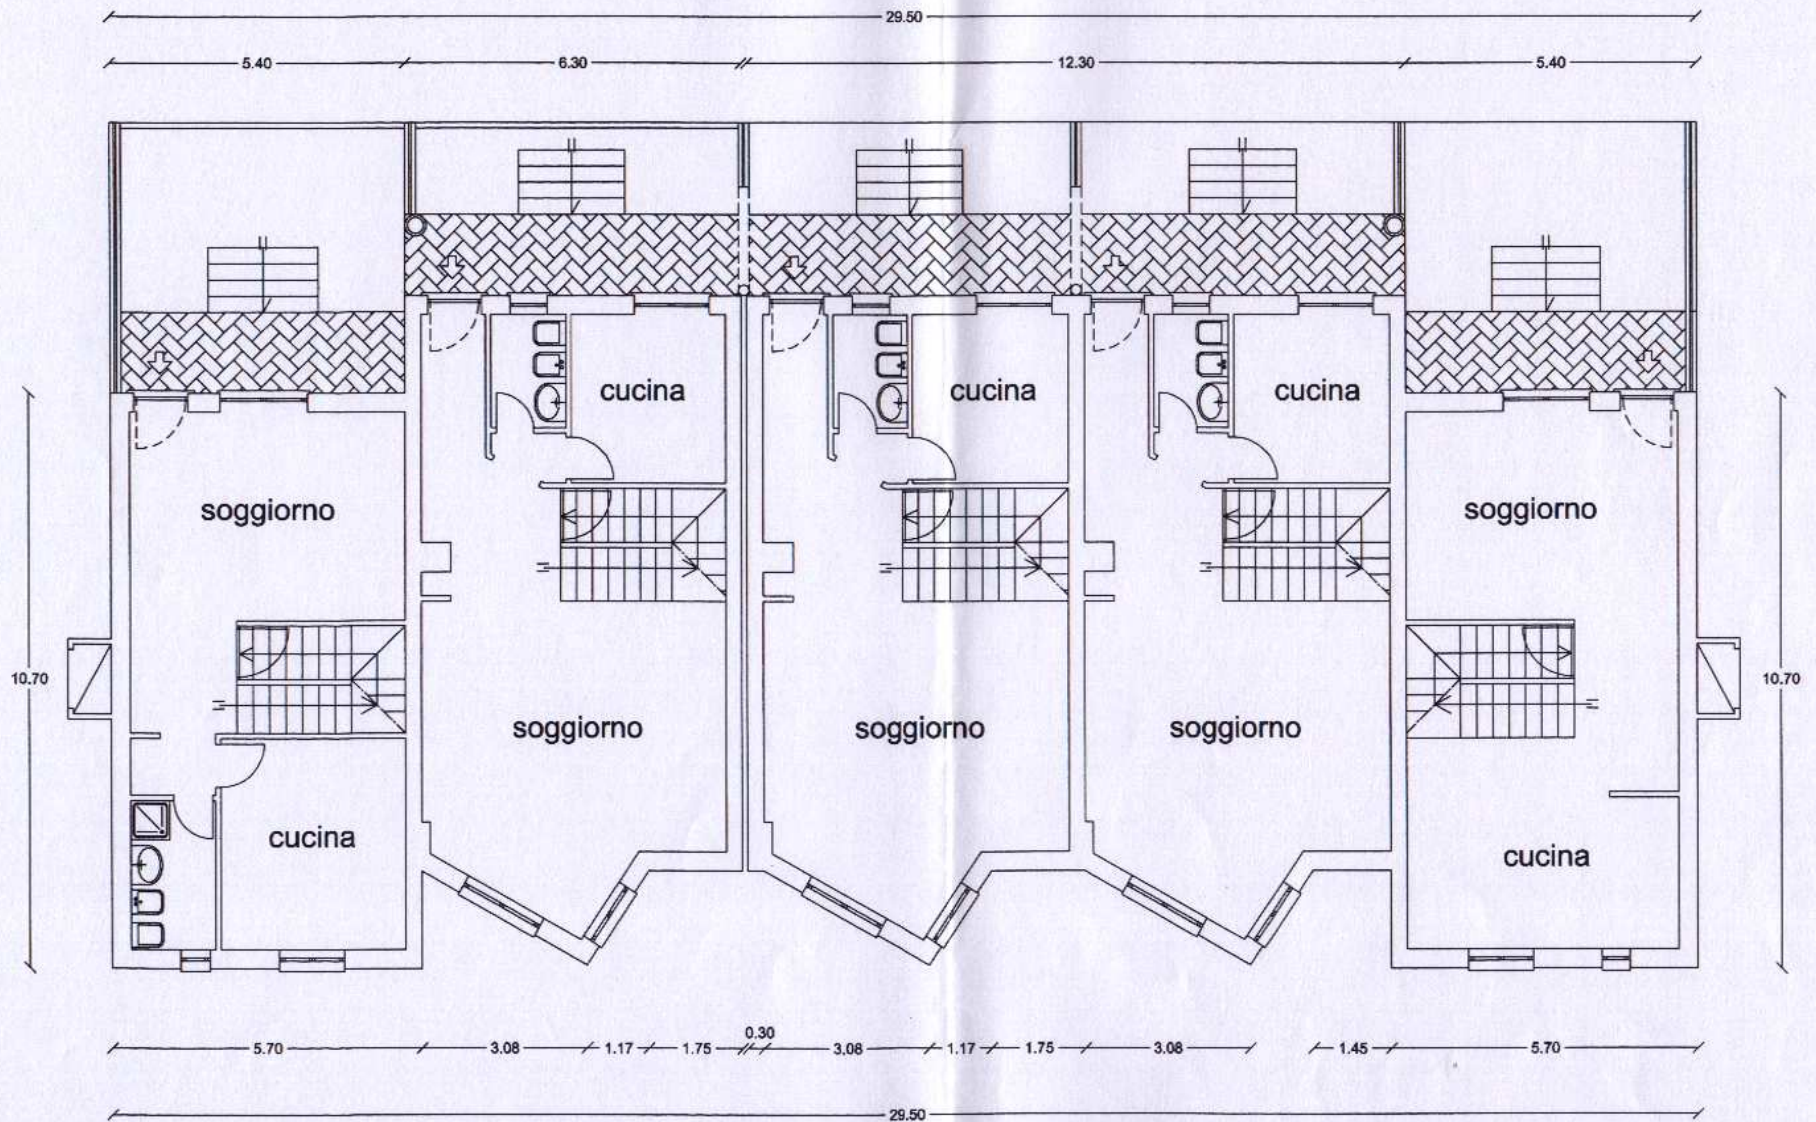 29.50
5.40 6.30 12.30 5.40
cucina cucina cucina
soggiorno soggiorno
10.70 10.70
soggiorno soggiorno soggiorno
cucina cucina
0.30
5.70 3.08 1.17 1.75 3.08 1.17 1.75 3.08 1.45 5.70
29.50